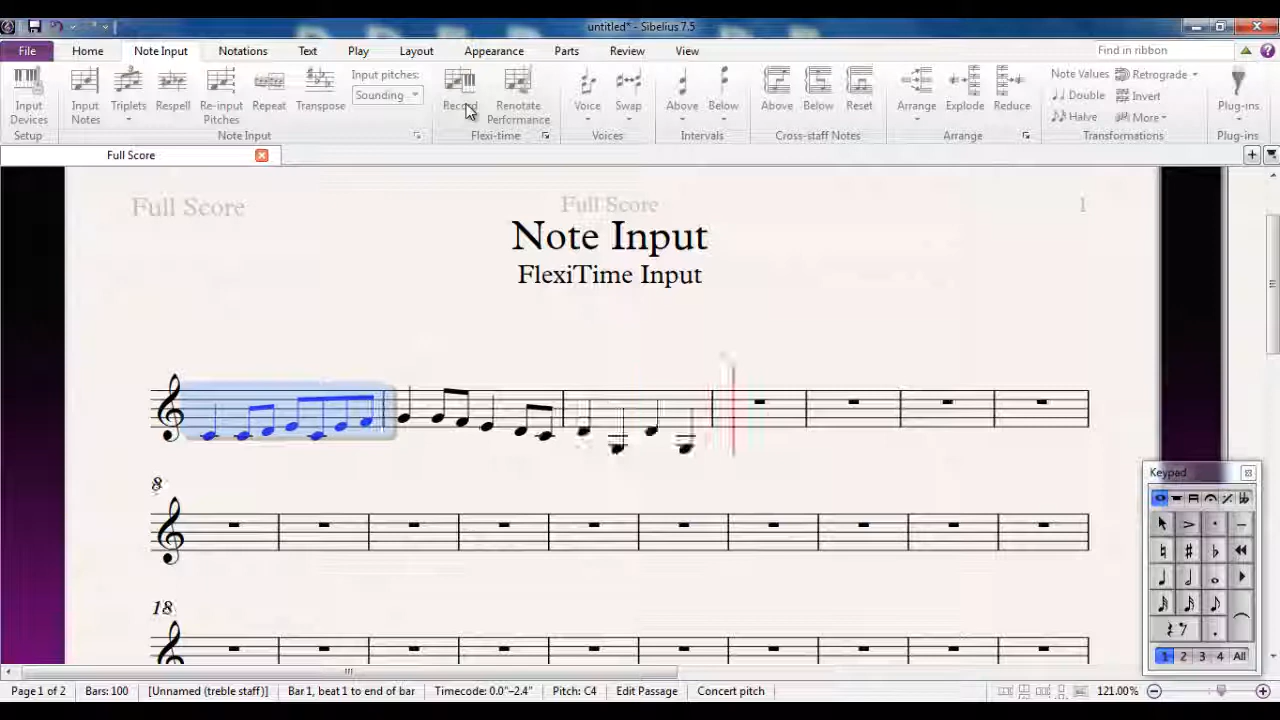 untitled* - Sibelius 7.5
File Home Note Input Notations Text Play Layout Appearance Parts Review View Find in ribbon
Input Devices Input Notes Triplets Respell Re-input Pitches Repeat Transpose Input pitches: Sounding Record Renotate Performance Voice Swap Above Below Above Below Reset Arrange Explode Reduce Note Values Double Halve Retrograde Invert More Plug-ins
Setup Note Input Flexi-time Voices Intervals Cross-staff Notes Arrange Transformations Plug-ins
Full Score
Full Score Full Score 1
Note Input
FlexiTime Input
8
Keypad
18
1 2 3 4 All
Page 1 of 2 Bars: 100 [Unnamed (treble staff)] Bar 1, beat 1 to end of bar Timecode: 0.0"–2.4" Pitch: C4 Edit Passage Concert pitch 121.00%